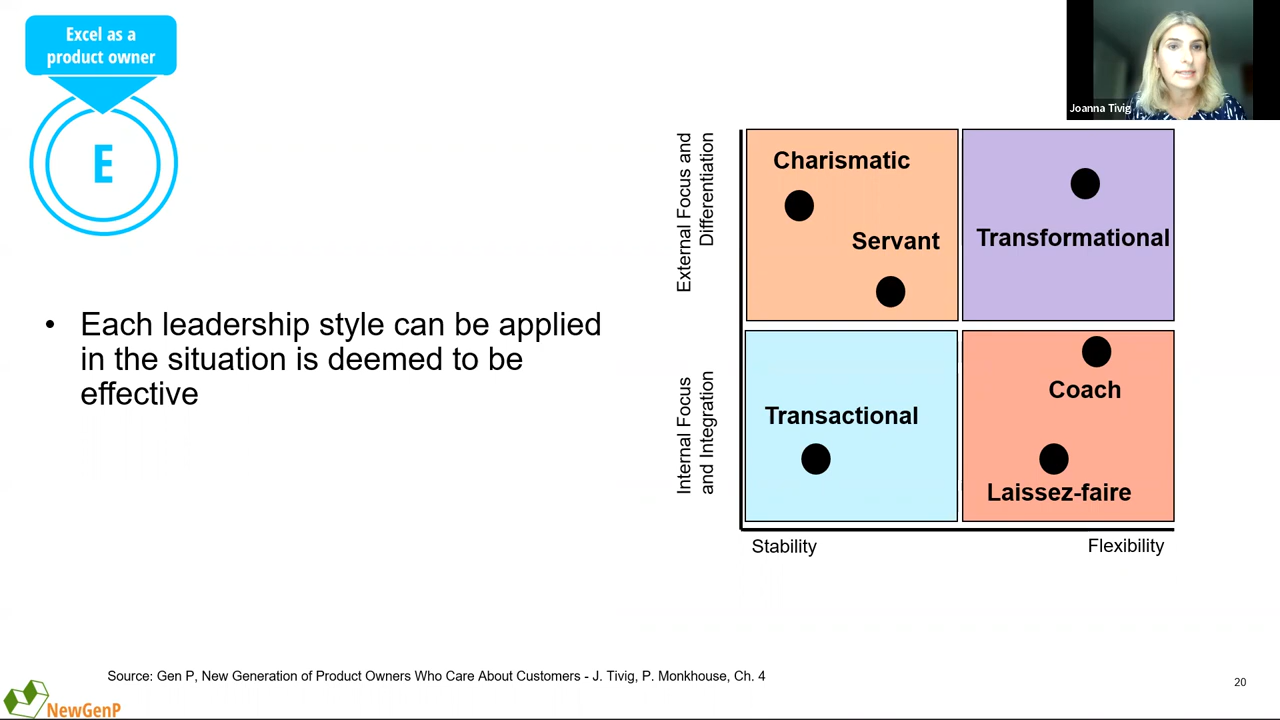 Excel as a
product owner
E
Joanna Tivig
• Each leadership style can be applied
in the situation is deemed to be
effective
External Focus and
Differentiation
Internal Focus
and Integration
Charismatic
Servant
Transformational
Transactional
Coach
Laissez-faire
Stability
Flexibility
Source: Gen P, New Generation of Product Owners Who Care About Customers - J. Tivig, P. Monkhouse, Ch. 4
20
NewGenP